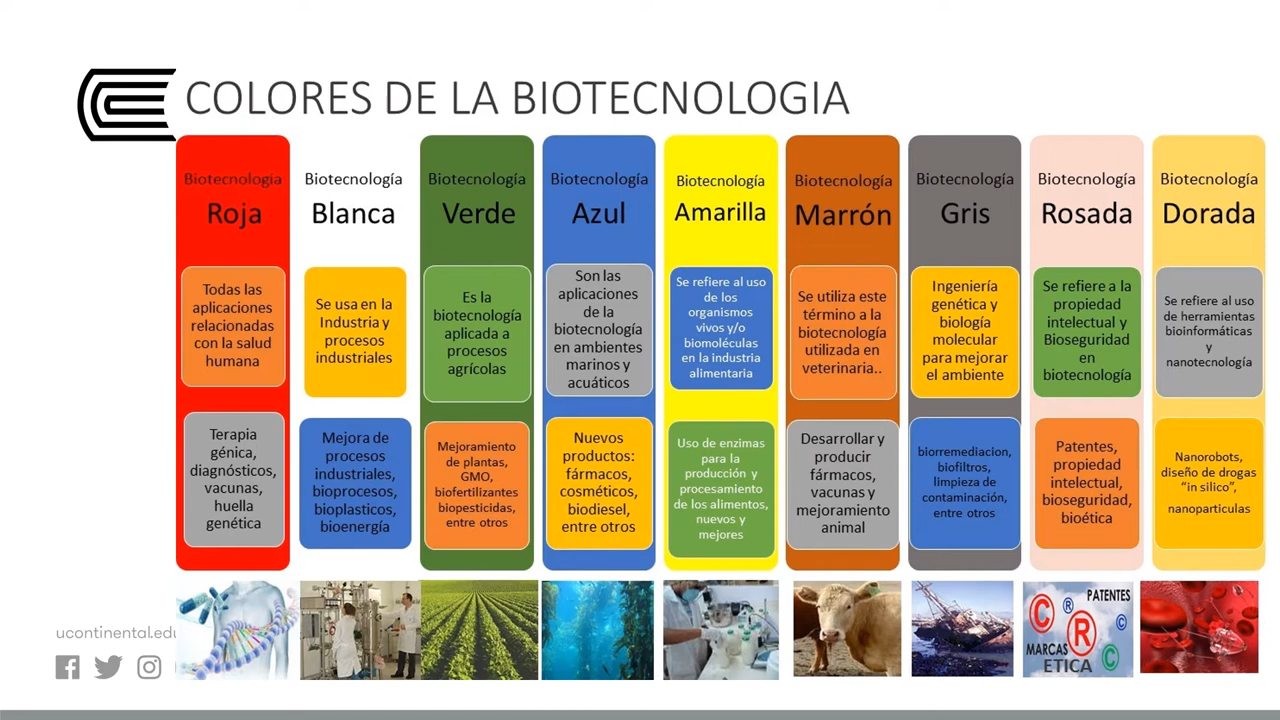 COLORES DE LA BIOTECNOLOGIA
Biotecnología
Roja
Todas las
aplicaciones
relacionadas
con la salud
humana
Terapia
génica,
diagnósticos,
vacunas,
huella
genética
Biotecnología
Blanca
Se usa en la
Industria y
procesos
industriales
Mejora de
procesos
industriales,
bioprocesos,
bioplasticos,
bioenergía
Biotecnología
Verde
Es la
biotecnología
aplicada a
procesos
agrícolas
Mejoramiento
de plantas,
GMO,
biofertilizantes
biopesticidas,
entre otros
Biotecnología
Azul
Son las
aplicaciones
de la
biotecnología
en ambientes
marinos y
acuáticos
Nuevos
productos:
fármacos,
cosméticos,
biodiesel,
entre otros
Biotecnología
Amarilla
Se refiere al uso
de los
organismos
vivos y/o
biomoléculas
en la industria
alimentaria
Uso de enzimas
para la
producción y
procesamiento
de los alimentos,
nuevos y
mejores
Biotecnología
Marrón
Se utiliza este
término a la
biotecnología
utilizada en
veterinaria..
Desarrollar y
producir
fármacos,
vacunas y
mejoramiento
animal
Biotecnología
Gris
Ingeniería
genética y
biología
molecular
para mejorar
el ambiente
biorremediacion,
biofiltros,
limpieza de
contaminación,
entre otros
Biotecnología
Rosada
Se refiere a la
propiedad
intelectual y
Bioseguridad
en
biotecnología
Patentes,
propiedad
intelectual,
bioseguridad,
bioética
Biotecnología
Dorada
Se refiere al uso
de herramientas
bioinformáticas
y
nanotecnología
Nanorobots,
diseño de drogas
“in silico”,
nanoparticulas
ucontinental.edu
PATENTES
© ® ® ©
MARCAS ©
ETICA